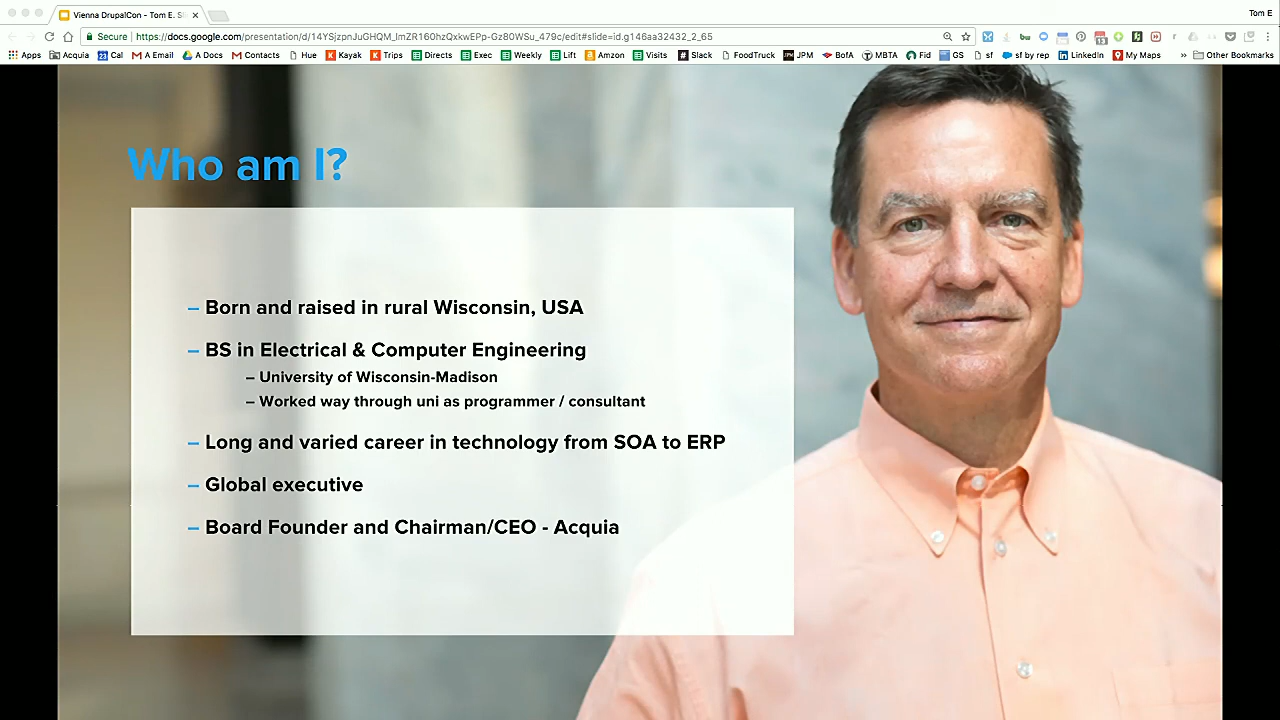 Vienna DrupalCon - Tom E. Sl
Tom E
Secure
https://docs.google.com/presentation/d/14YSjzpnJuGHQM_lmZR160hzQxkwEPp-Gz80WSu_479c/edit#slide=id.g146aa32432_2_65
Apps Acquia Cal A Email A Docs Contacts Hue Kayak Trips Directs Exec Weekly Lift Amzon Visits Slack FoodTruck JPM BofA MBTA Fid GS sf sf by rep LinkedIn My Maps » Other Bookmarks
Who am I?
– Born and raised in rural Wisconsin, USA
– BS in Electrical & Computer Engineering
– University of Wisconsin-Madison
– Worked way through uni as programmer / consultant
– Long and varied career in technology from SOA to ERP
– Global executive
– Board Founder and Chairman/CEO - Acquia